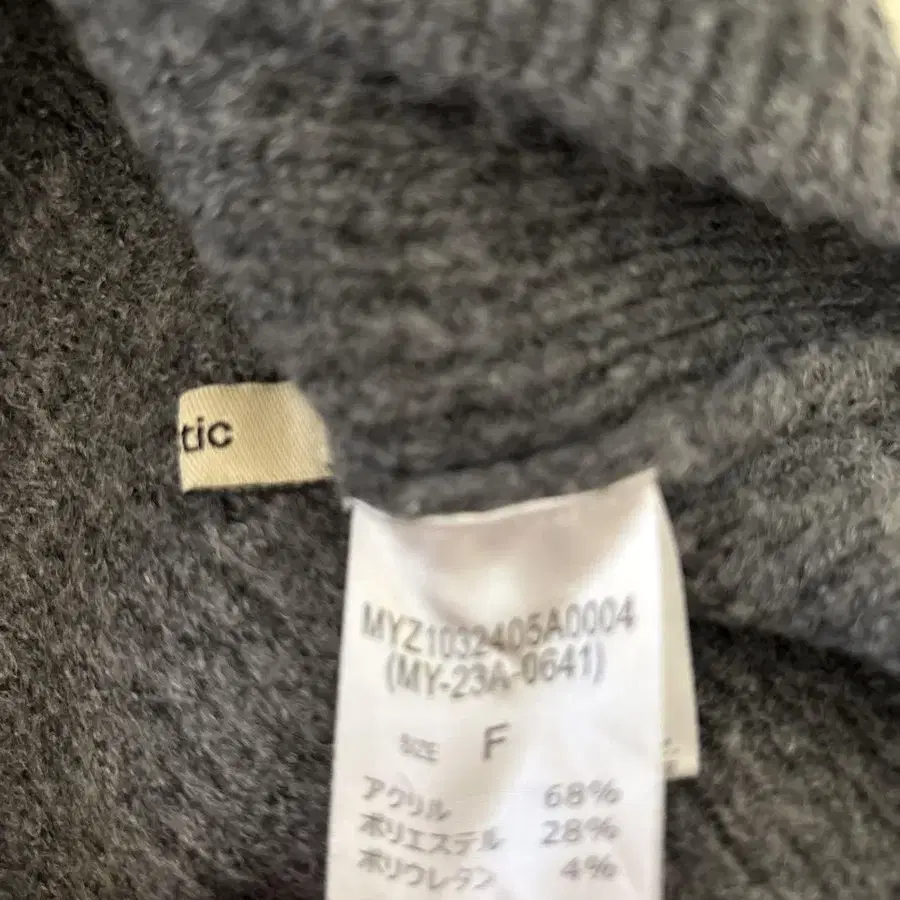 tic
MYZ1032405A0004
(MY-23A-0641)
SIZE F
アクリル 68%
ポリエステル 28%
ポリウレタン 4%